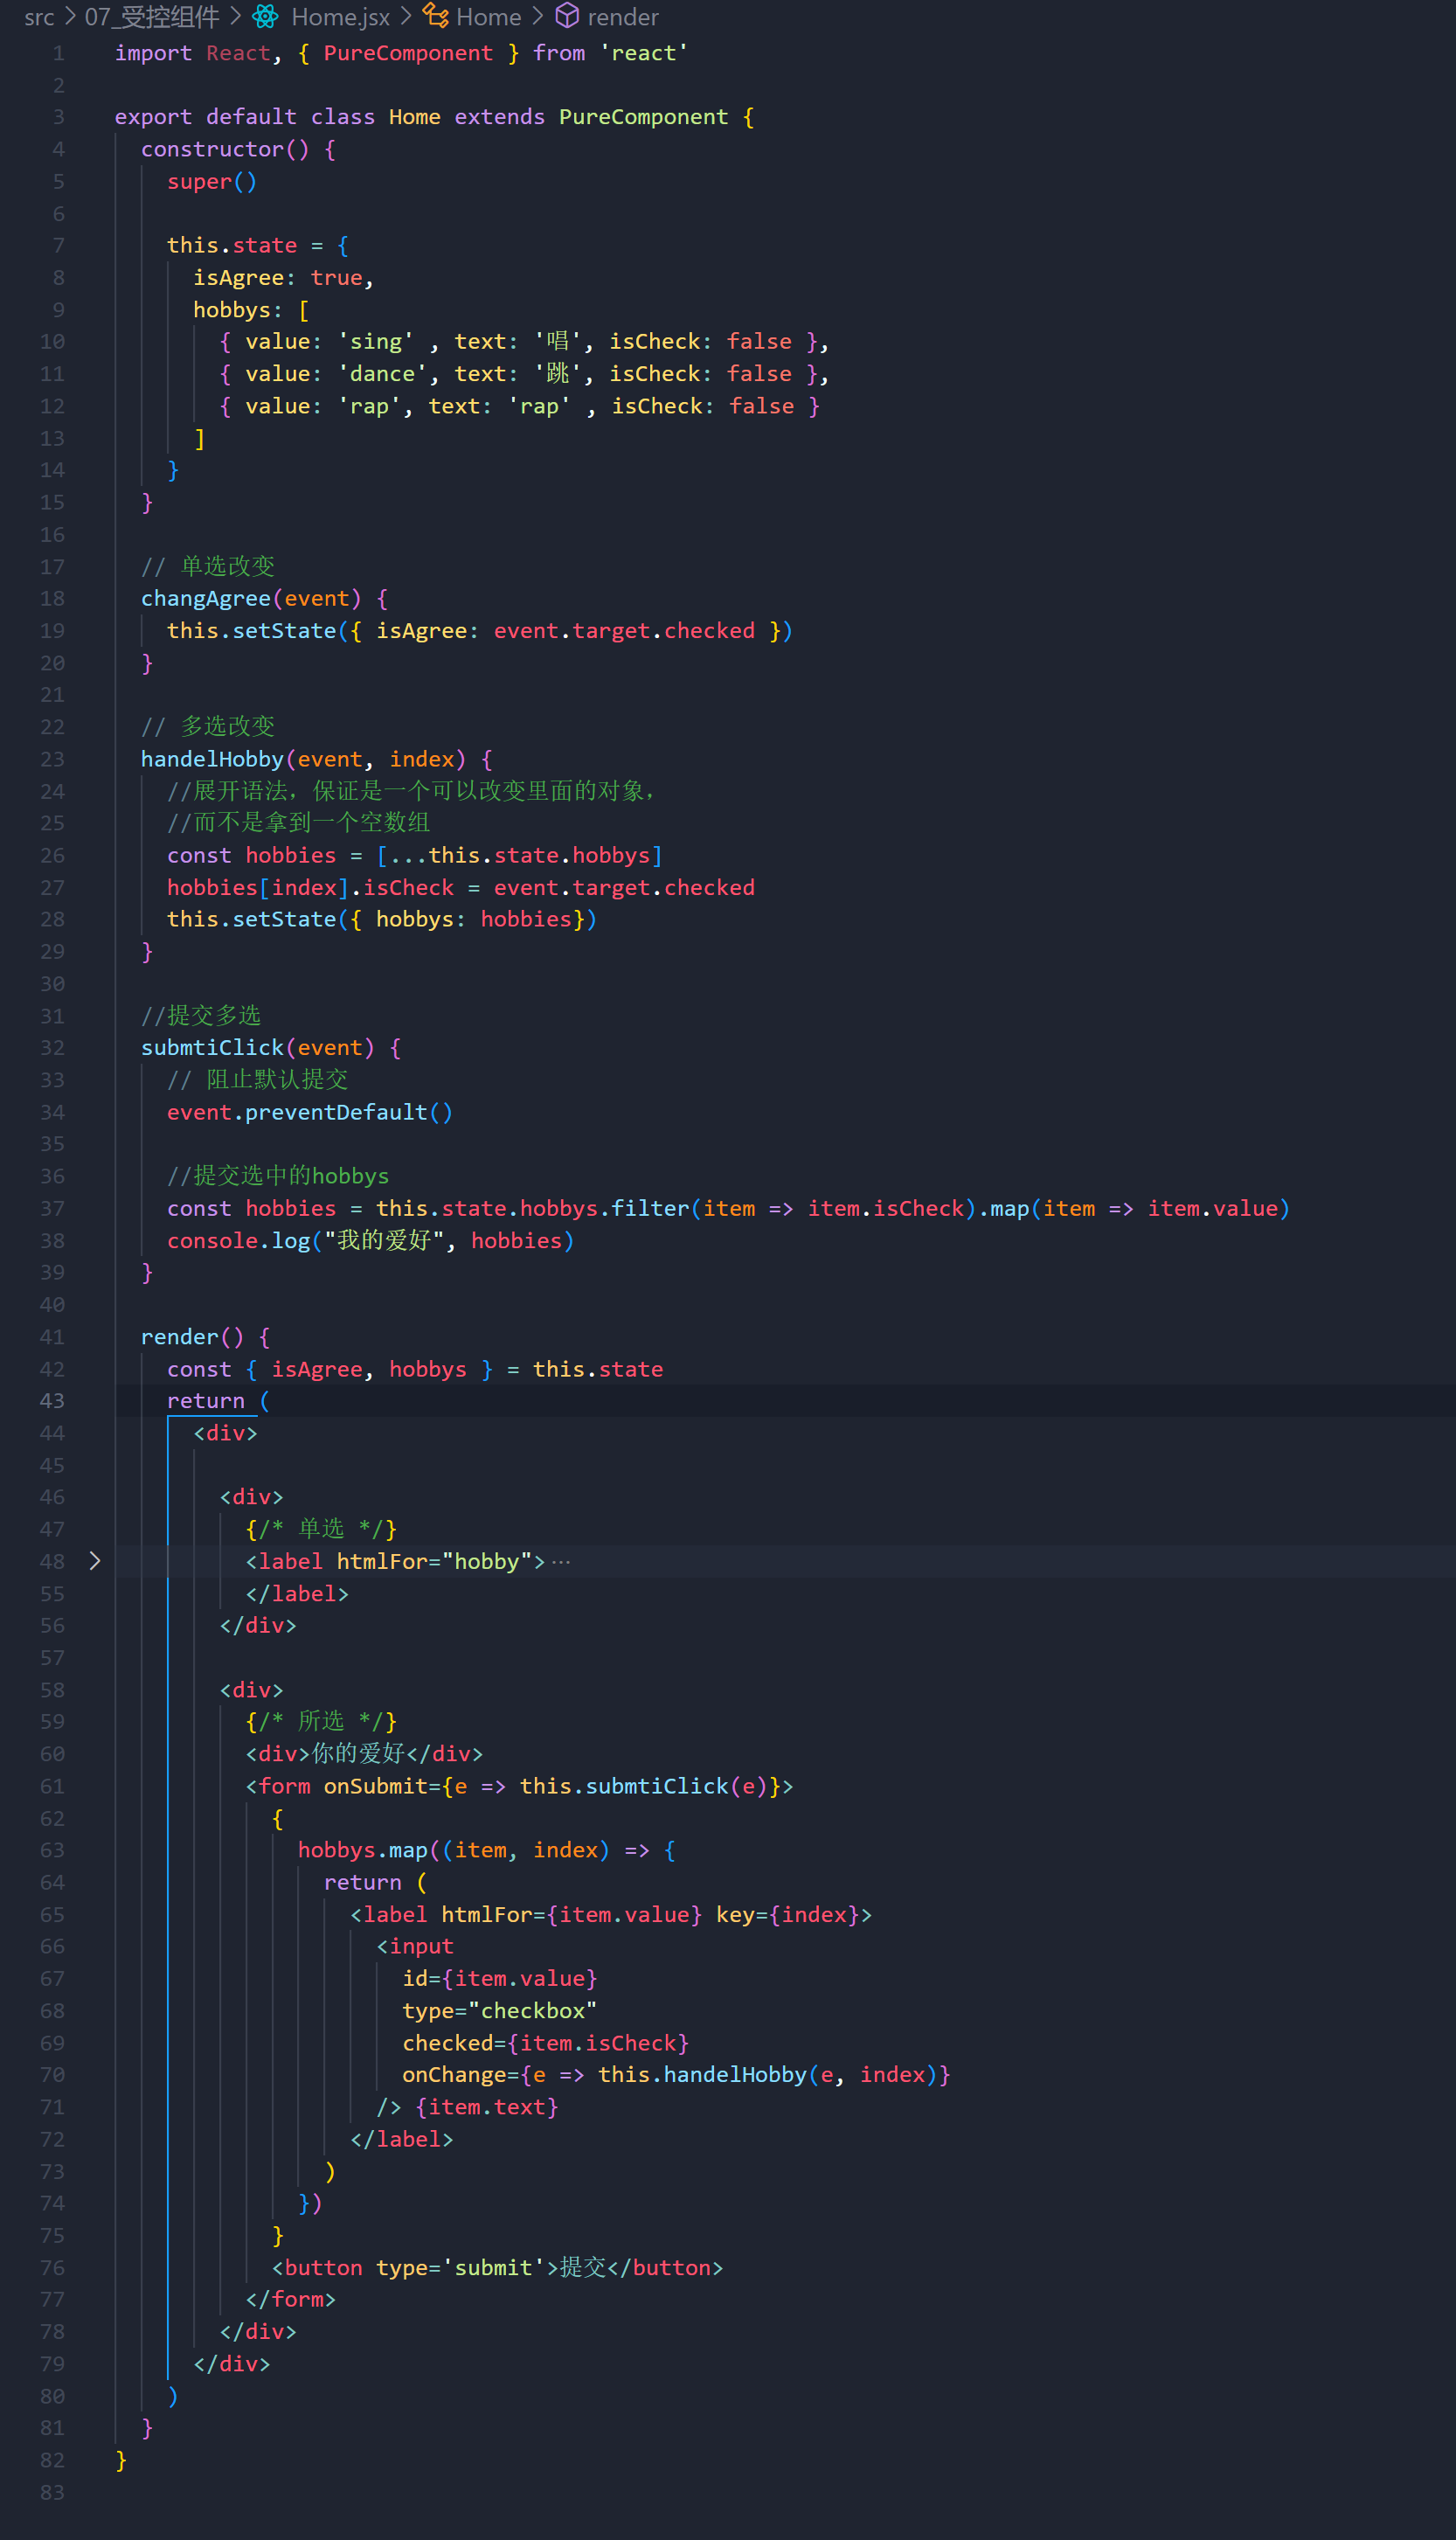 src > 07_受控组件 > Home.jsx > Home > render
1 import React, { PureComponent } from 'react'
2
3 export default class Home extends PureComponent {
4   constructor() {
5     super()
6
7     this.state = {
8       isAgree: true,
9       hobbys: [
10         { value: 'sing' , text: '唱', isCheck: false },
11         { value: 'dance', text: '跳', isCheck: false },
12         { value: 'rap', text: 'rap' , isCheck: false }
13       ]
14     }
15   }
16
17   // 单选改变
18   changAgree(event) {
19     this.setState({ isAgree: event.target.checked })
20   }
21
22   // 多选改变
23   handelHobby(event, index) {
24     //展开语法，保证是一个可以改变里面的对象，
25     //而不是拿到一个空数组
26     const hobbies = [...this.state.hobbys]
27     hobbies[index].isCheck = event.target.checked
28     this.setState({ hobbys: hobbies})
29   }
30
31   //提交多选
32   submtiClick(event) {
33     // 阻止默认提交
34     event.preventDefault()
35
36     //提交选中的hobbys
37     const hobbies = this.state.hobbys.filter(item => item.isCheck).map(item => item.value)
38     console.log("我的爱好", hobbies)
39   }
40
41   render() {
42     const { isAgree, hobbys } = this.state
43     return (
44       <div>
45
46         <div>
47           {/* 单选 */}
48 >           <label htmlFor="hobby">…
55           </label>
56         </div>
57
58         <div>
59           {/* 所选 */}
60           <div>你的爱好</div>
61           <form onSubmit={e => this.submtiClick(e)}>
62             {
63               hobbys.map((item, index) => {
64                 return (
65                   <label htmlFor={item.value} key={index}>
66                     <input
67                       id={item.value}
68                       type="checkbox"
69                       checked={item.isCheck}
70                       onChange={e => this.handelHobby(e, index)}
71                     /> {item.text}
72                   </label>
73                 )
74               })
75             }
76             <button type='submit'>提交</button>
77           </form>
78         </div>
79       </div>
80     )
81   }
82 }
83